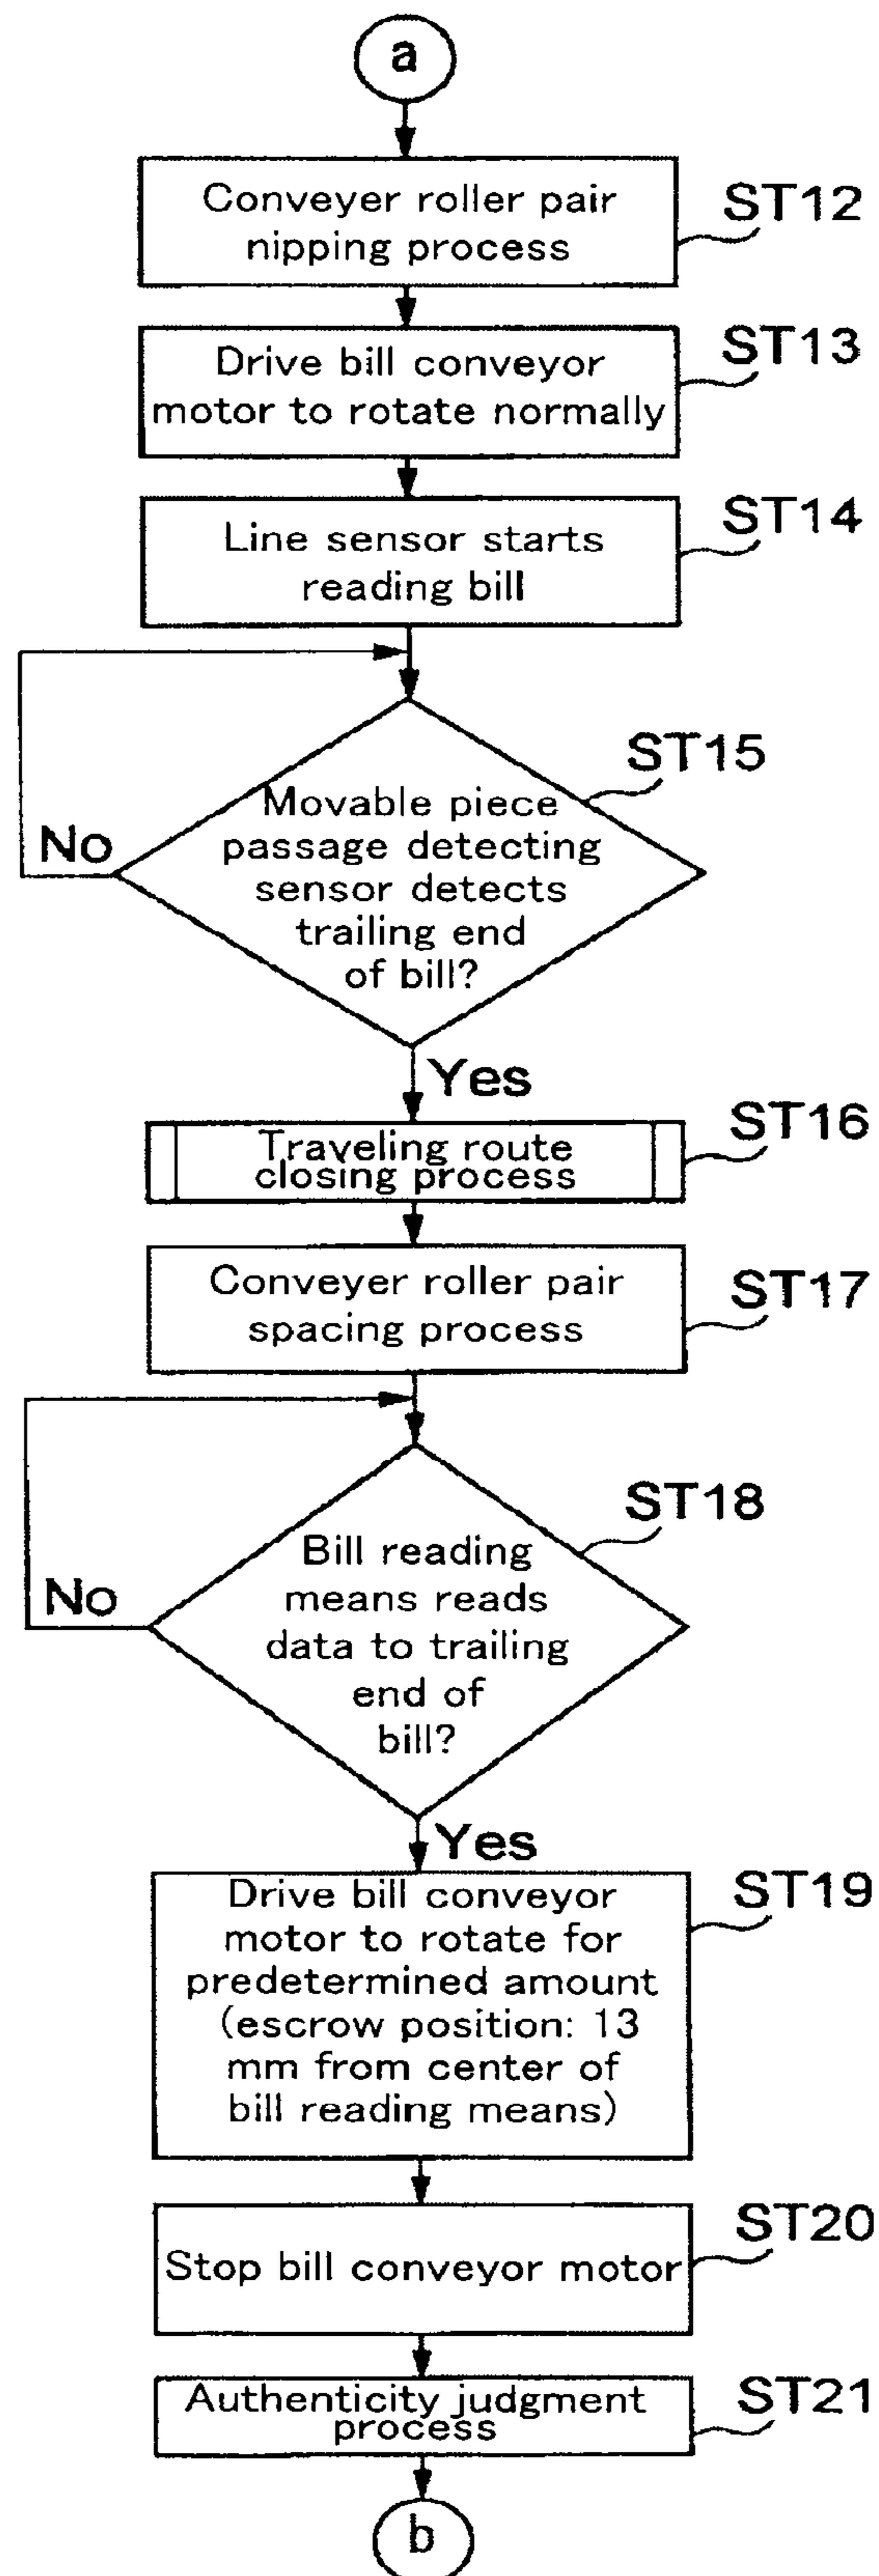 a
Conveyer roller pair
nipping process
ST12
Drive bill conveyor
motor to rotate normally
ST13
Line sensor starts
reading bill
ST14
ST15
Movable piece
passage detecting
sensor detects
trailing end
of bill?
No
Yes
Traveling route
closing process
ST16
Conveyer roller pair
spacing process
ST17
ST18
Bill reading
means reads
data to trailing
end of
bill?
No
Yes
Drive bill conveyor
motor to rotate for
predetermined amount
(escrow position: 13
mm from center of
bill reading means)
ST19
Stop bill conveyor motor
ST20
Authenticity judgment
process
ST21
b